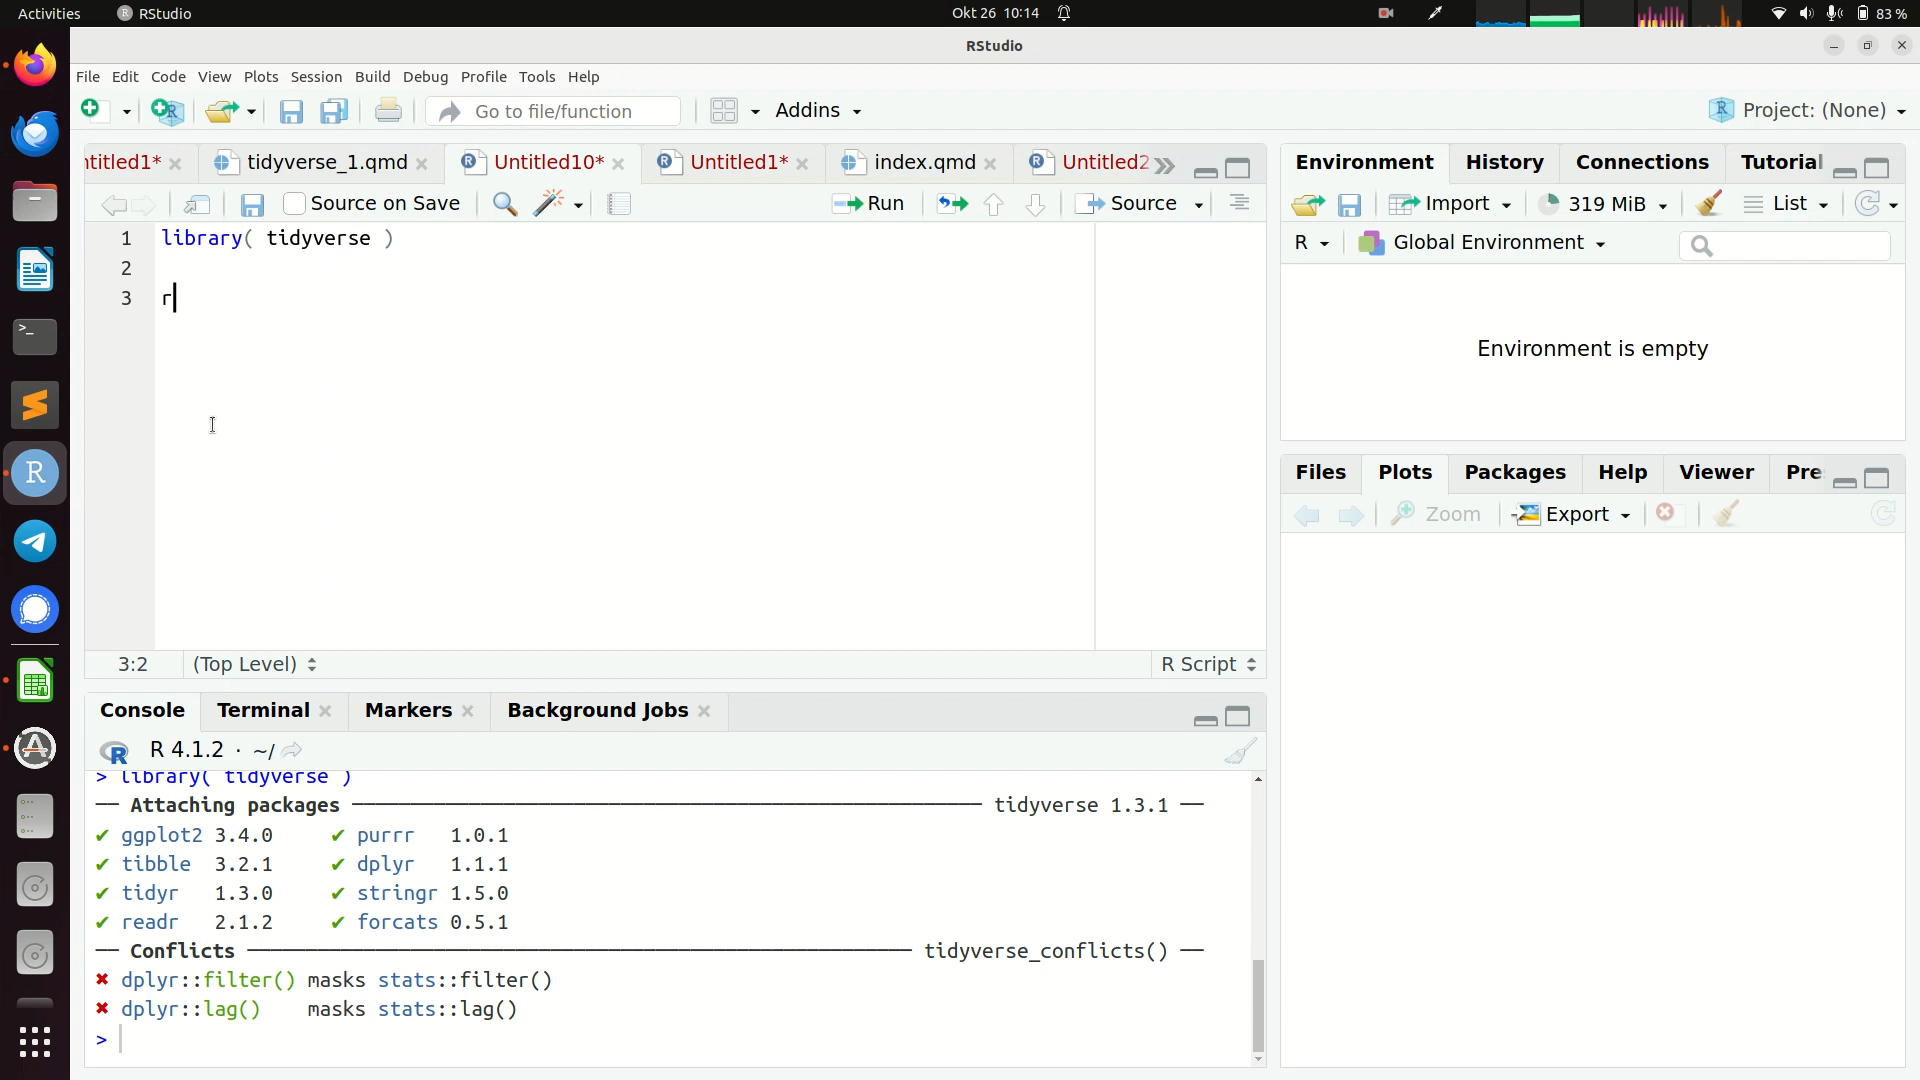 Activities RStudio Okt 26 10:14 83 %
RStudio
File Edit Code View Plots Session Build Debug Profile Tools Help
Go to file/function Addins Project: (None)
ntitled1* tidyverse_1.qmd Untitled10* Untitled1* index.qmd Untitled2
Source on Save Run Source
1 library( tidyverse )
2
3 r
3:2 (Top Level) R Script
Console Terminal Markers Background Jobs
R 4.1.2 · ~/
> library( tidyverse )
── Attaching packages ── tidyverse 1.3.1 ──
✔ ggplot2 3.4.0 ✔ purrr 1.0.1
✔ tibble 3.2.1 ✔ dplyr 1.1.1
✔ tidyr 1.3.0 ✔ stringr 1.5.0
✔ readr 2.1.2 ✔ forcats 0.5.1
── Conflicts ── tidyverse_conflicts() ──
✖ dplyr::filter() masks stats::filter()
✖ dplyr::lag() masks stats::lag()
>
Environment History Connections Tutorial
Import 319 MiB List
R Global Environment
Environment is empty
Files Plots Packages Help Viewer Pre
Zoom Export